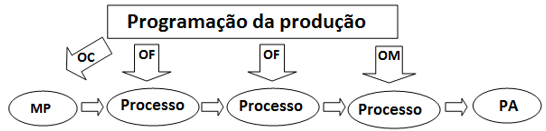 Programação da produção
OC
OF
OF
OM
MP
Processo
Processo
Processo
PA